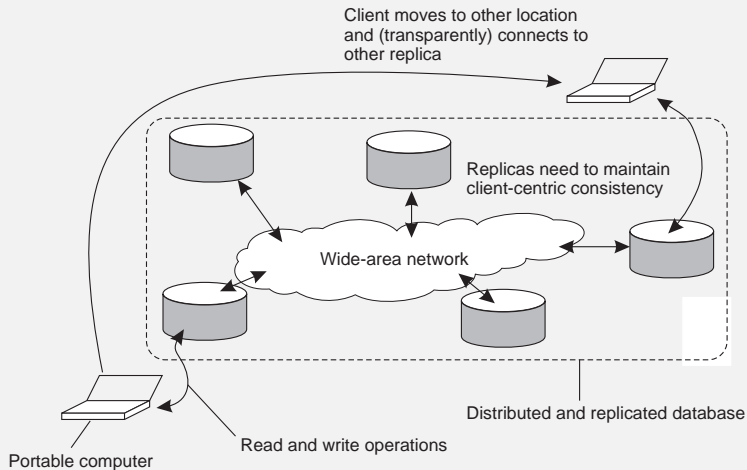 Client moves to other location
and (transparently) connects to
other replica
Replicas need to maintain
client-centric consistency
Wide-area network
Distributed and replicated database
Read and write operations
Portable computer